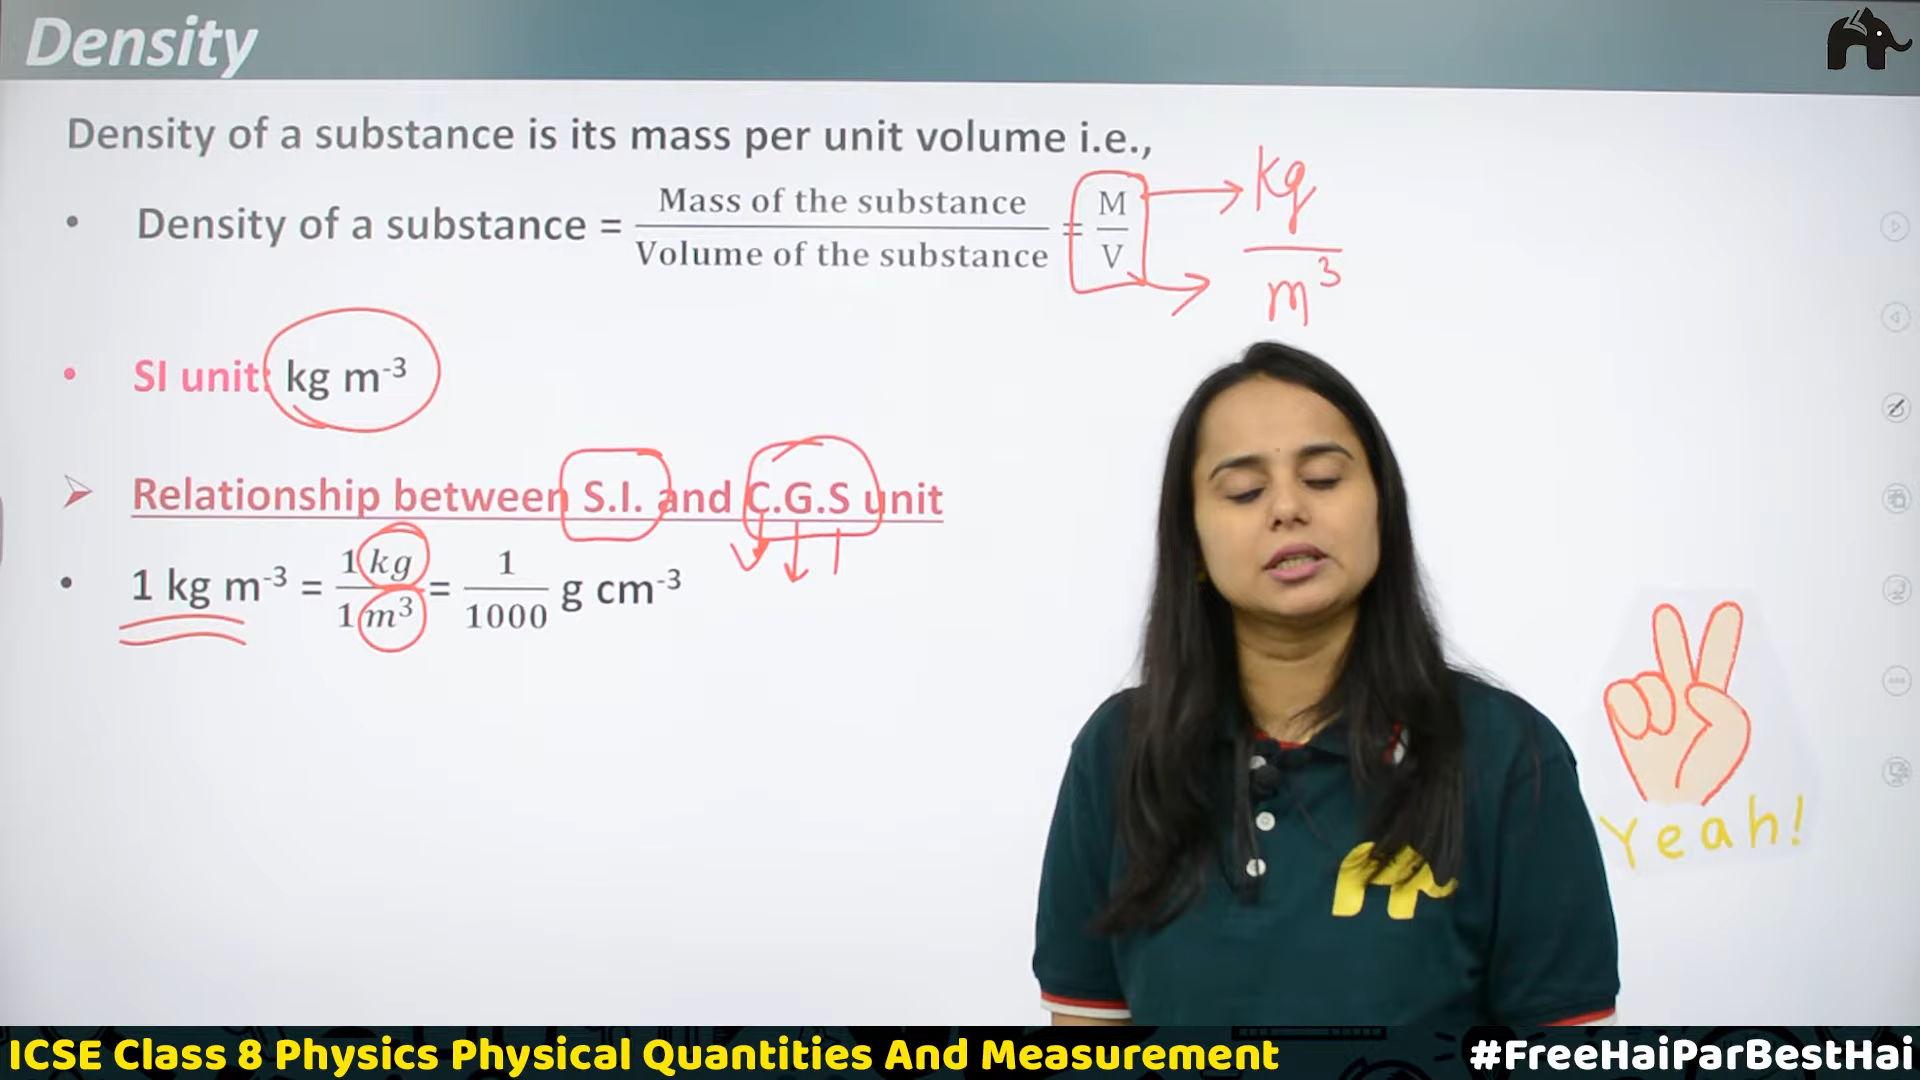 Density
Density of a substance is its mass per unit volume i.e.,
• Density of a substance = Mass of the substance / Volume of the substance = M / V
kg / m³
• SI unit: kg m⁻³
➢ Relationship between S.I. and C.G.S unit
• 1 kg m⁻³ = 1 kg / 1 m³ = 1 / 1000 g cm⁻³
Yeah!
ICSE Class 8 Physics Physical Quantities And Measurement
#FreeHaiParBestHai